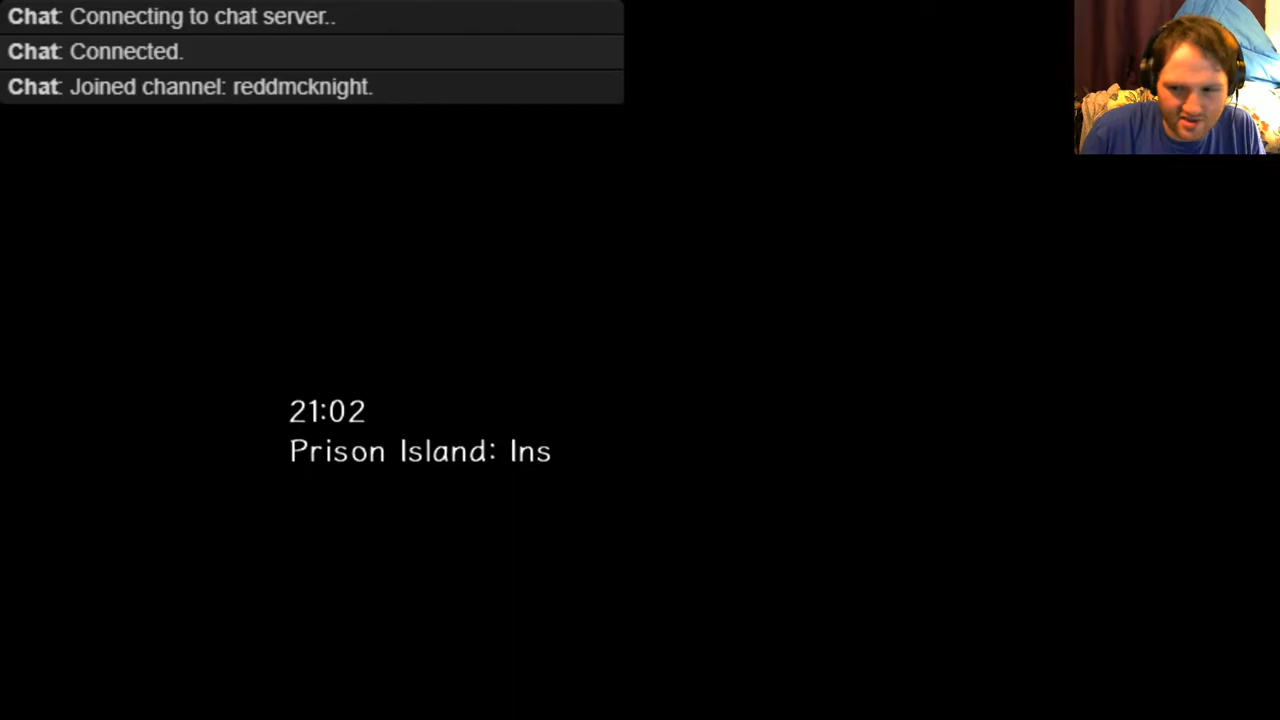 Chat: Connecting to chat server..
Chat: Connected.
Chat: Joined channel: reddmcknight.
21:02
Prison Island: Ins